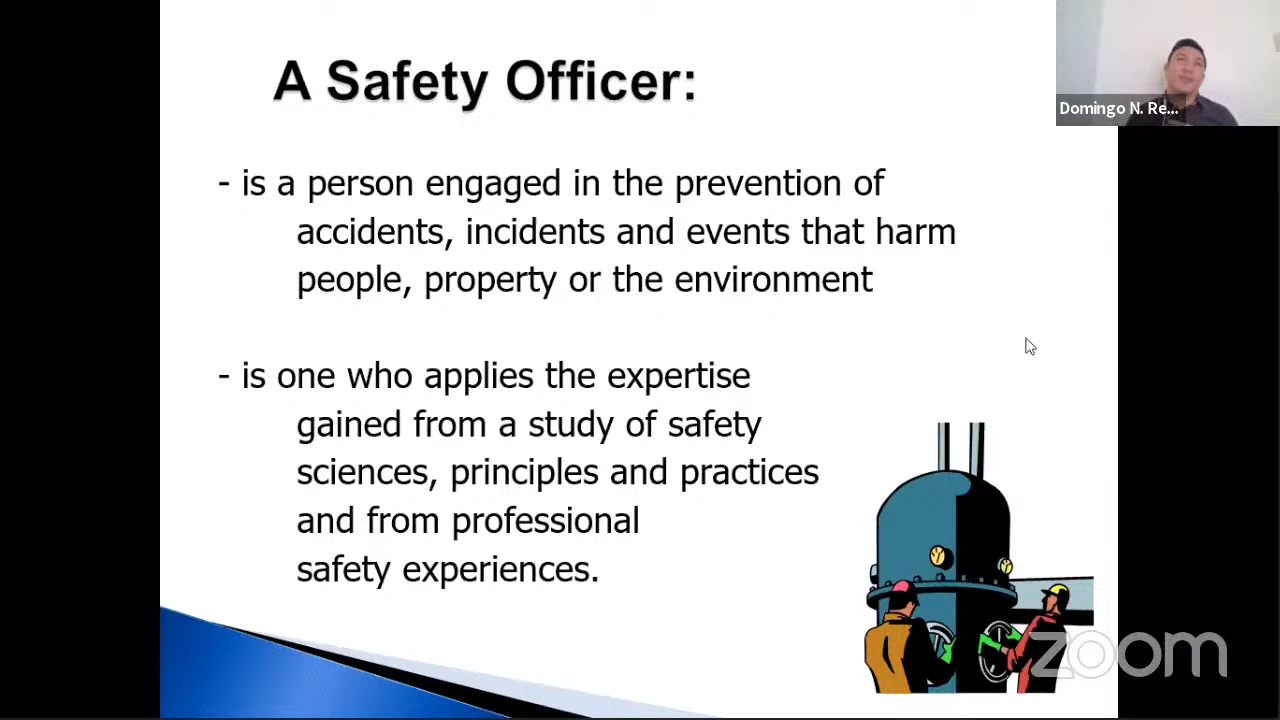 A Safety Officer:
Domingo N. Re...
- is a person engaged in the prevention of
accidents, incidents and events that harm
people, property or the environment
- is one who applies the expertise
gained from a study of safety
sciences, principles and practices
and from professional
safety experiences.
zoom